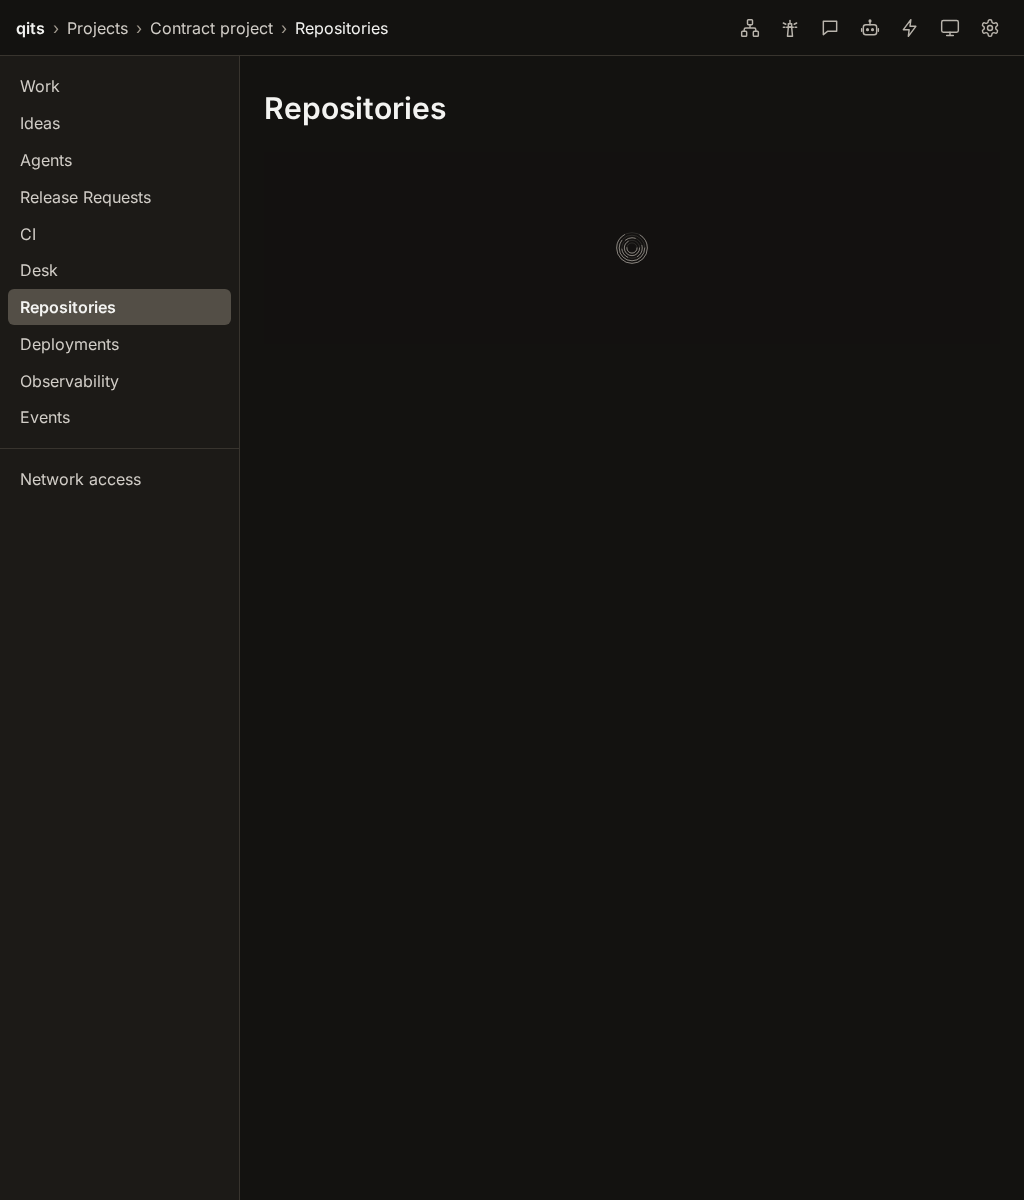 qits › Projects › Contract project › Repositories
Work
Ideas
Agents
Release Requests
CI
Desk
Repositories
Deployments
Observability
Events
Network access
Repositories